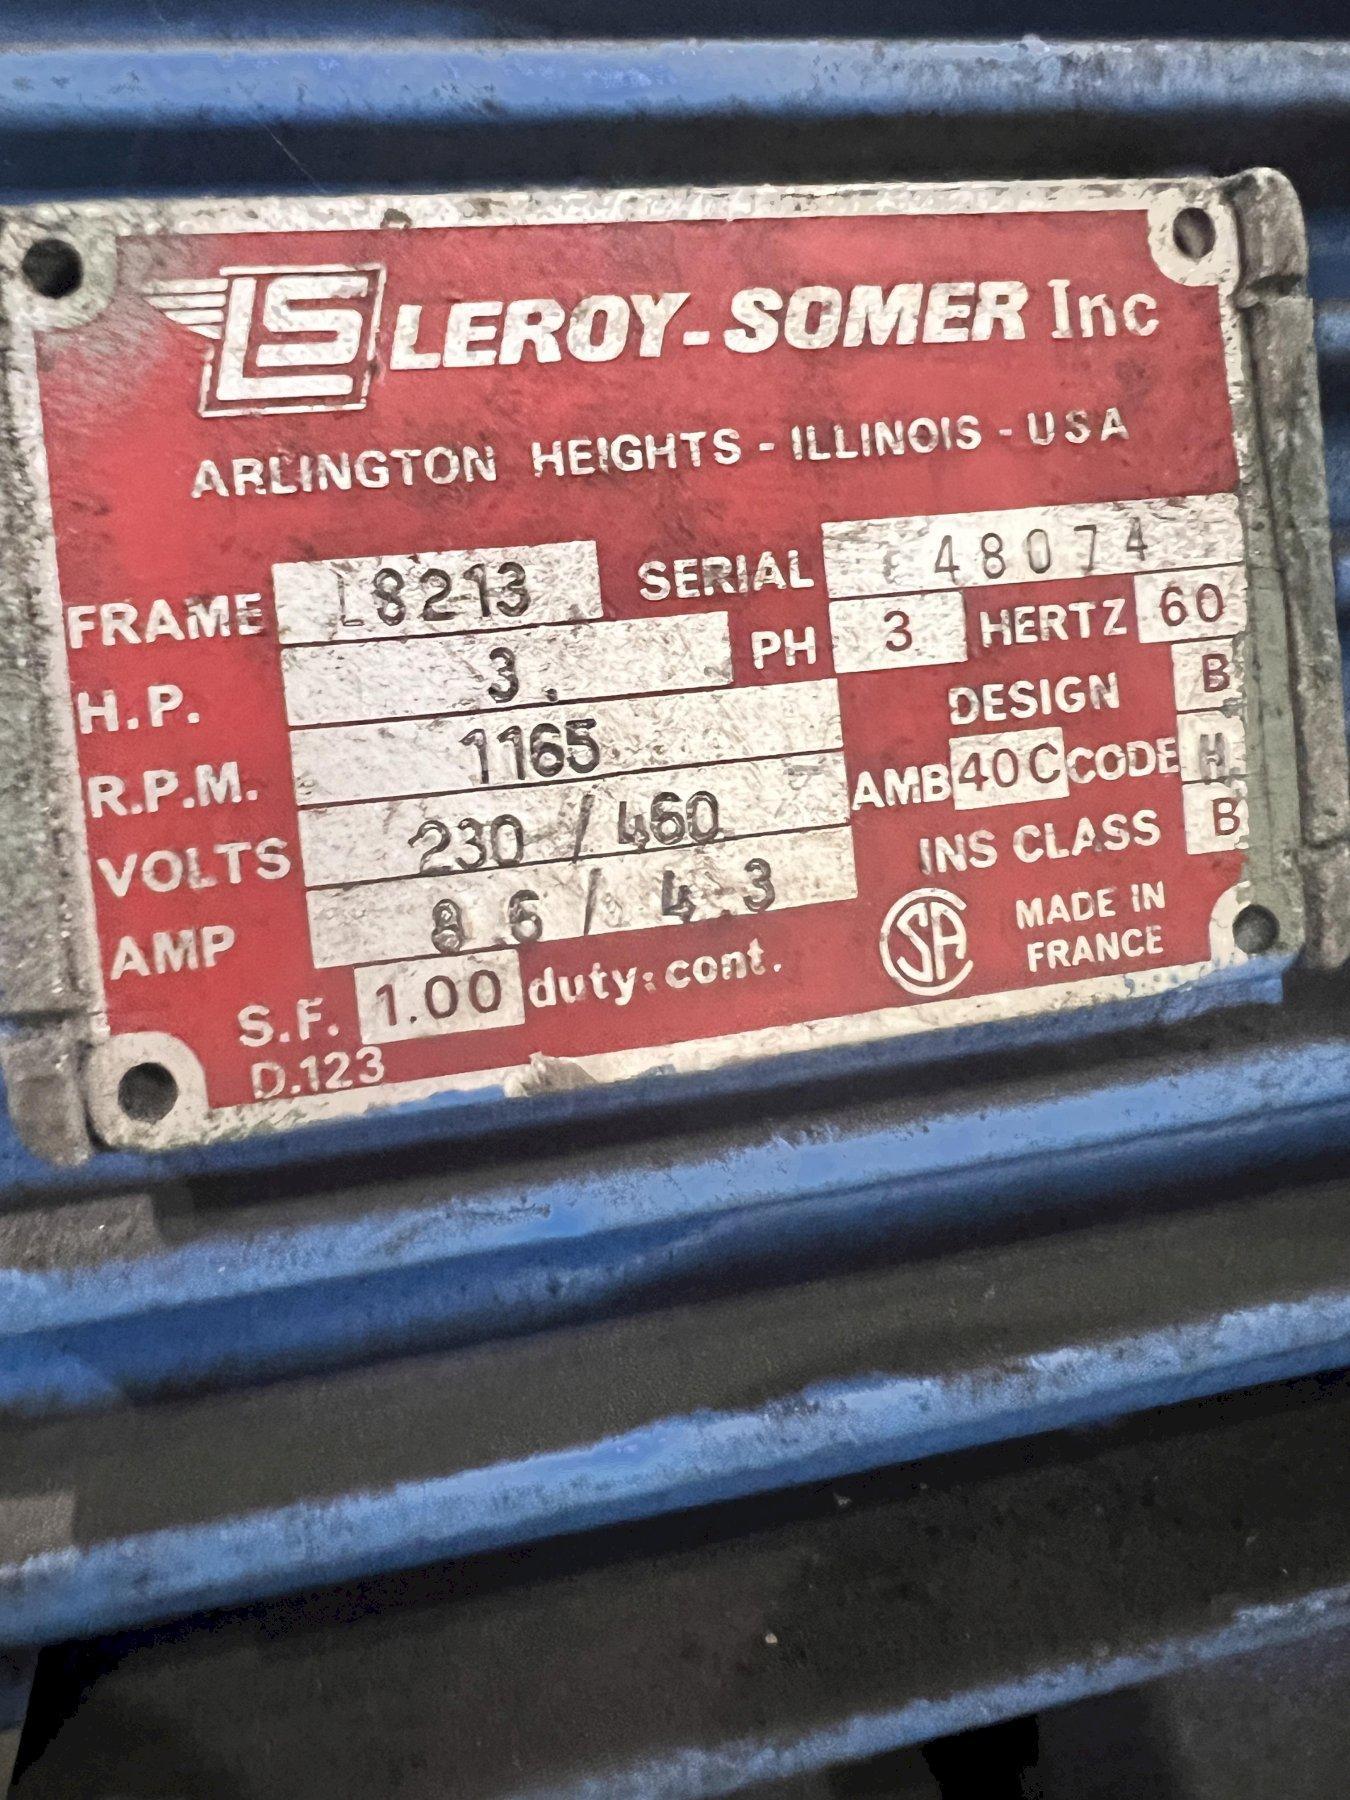 LS LEROY-SOMER Inc
ARLINGTON HEIGHTS - ILLINOIS - USA
FRAME L8213 SERIAL 48074
H.P. 3. PH 3 HERTZ 60
R.P.M. 1165 DESIGN B
VOLTS 230 / 460 AMB 40C CODE H
AMP 8.6 / 4.3 INS CLASS B
S.F. 1.00 duty: cont. SA MADE IN
FRANCE
D.123